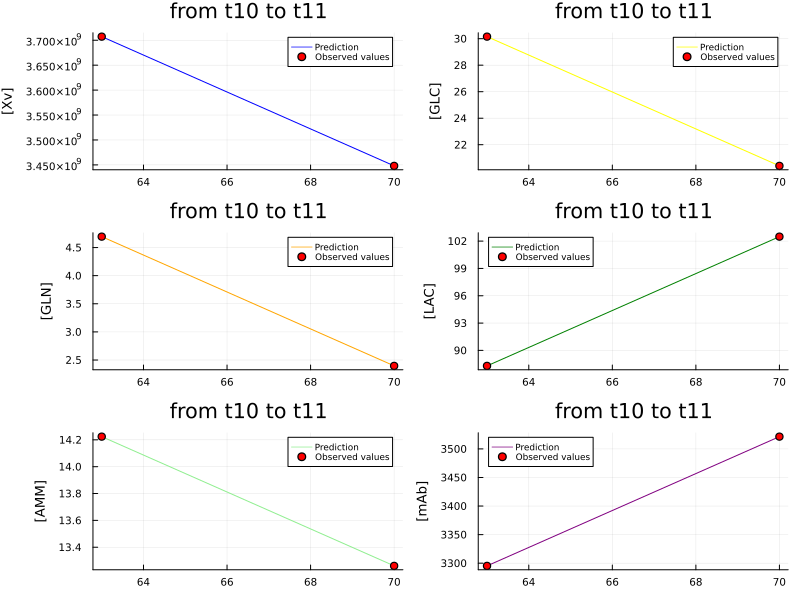 from t10 to t11
[Xv]
3.700×10⁹
3.650×10⁹
3.600×10⁹
3.550×10⁹
3.500×10⁹
3.450×10⁹
64 66 68 70
Prediction
Observed values
from t10 to t11
[GLC]
30
28
26
24
22
64 66 68 70
Prediction
Observed values
from t10 to t11
[GLN]
4.5
4.0
3.5
3.0
2.5
64 66 68 70
Prediction
Observed values
from t10 to t11
[LAC]
102
99
96
93
90
64 66 68 70
Prediction
Observed values
from t10 to t11
[AMM]
14.2
14.0
13.8
13.6
13.4
64 66 68 70
Prediction
Observed values
from t10 to t11
[mAb]
3500
3450
3400
3350
3300
64 66 68 70
Prediction
Observed values